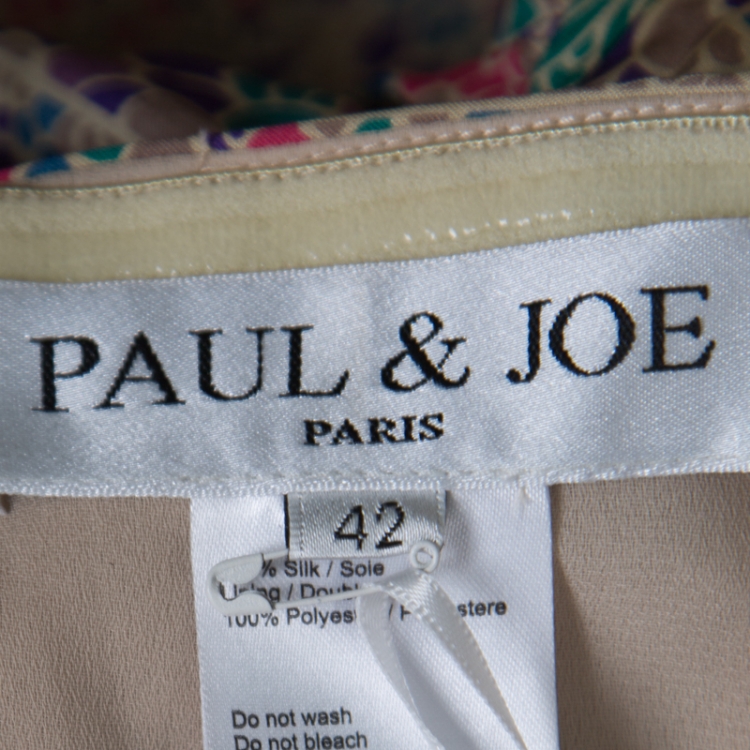 PAUL & JOE
PARIS
42
% Silk / Soie
100% Polyes / stere
Do not wash
Do not bleach